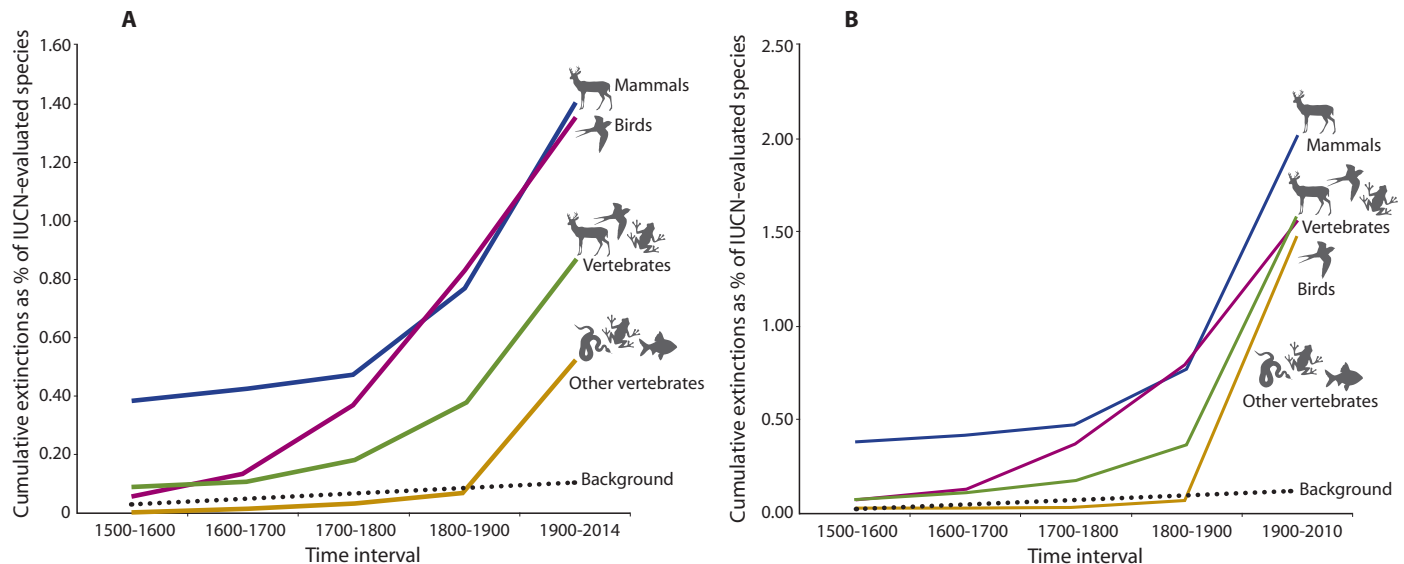 A
Cumulative extinctions as % of IUCN-evaluated species
1.60
1.40
1.20
1.00
0.80
0.60
0.40
0.20
0
Mammals
Birds
Vertebrates
Other vertebrates
Background
1500-1600
1600-1700
1700-1800
1800-1900
1900-2014
Time interval
B
Cumulative extinctions as % of IUCN-evaluated species
2.50
2.00
1.50
1.00
0.50
0.00
Mammals
Vertebrates
Birds
Other vertebrates
Background
1500-1600
1600-1700
1700-1800
1800-1900
1900-2010
Time interval